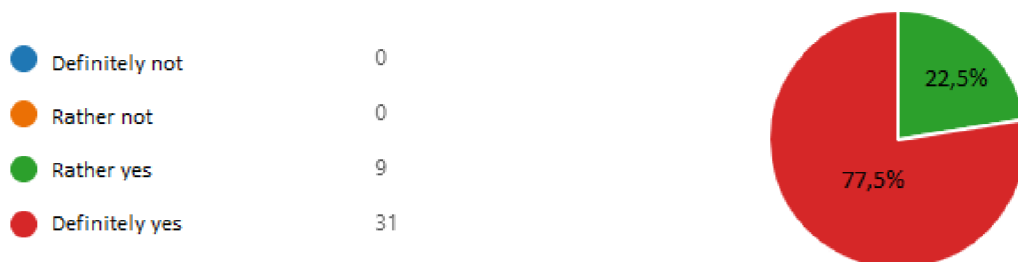 Definitely not 0
Rather not 0
Rather yes 9
Definitely yes 31
22,5%
77,5%